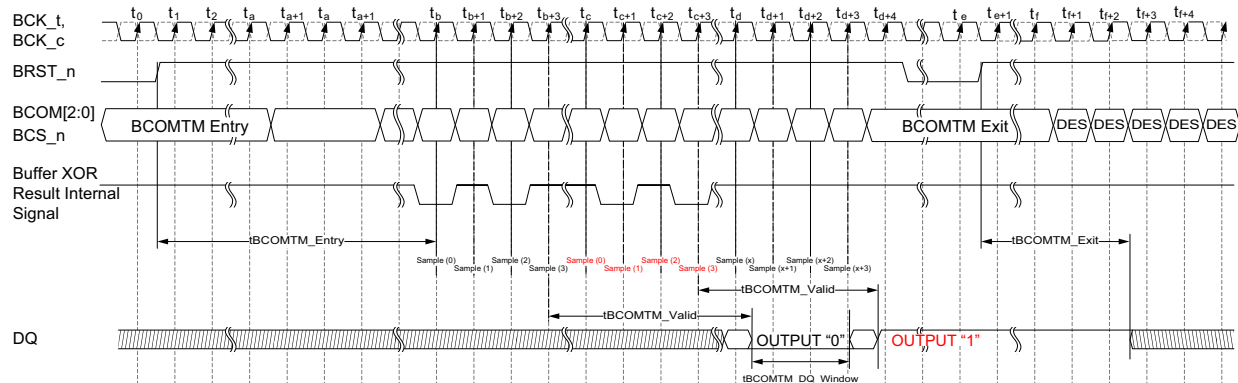 t0 t1 t2 ta ta+1 ta ta+1 tb tb+1 tb+2 tb+3 tc tc+1 tc+2 tc+3 td td+1 td+2 td+3 td+4 te te+1 tf tf+1 tf+2 tf+3 tf+4
BCK_t,
BCK_c
BRST_n
BCOM[2:0]
BCS_n
BCOMTM Entry BCOMTM Exit DES DES DES DES DES
Buffer XOR
Result Internal
Signal
tBCOMTM_Entry tBCOMTM_Exit
Sample (0) Sample (2) Sample (0) Sample (2) Sample (x) Sample (x+2)
Sample (1) Sample (3) Sample (1) Sample (3) Sample (x+1) Sample (x+3)
tBCOMTM_Valid
tBCOMTM_Valid
DQ OUTPUT “0” OUTPUT “1”
tBCOMTM_DQ_Window